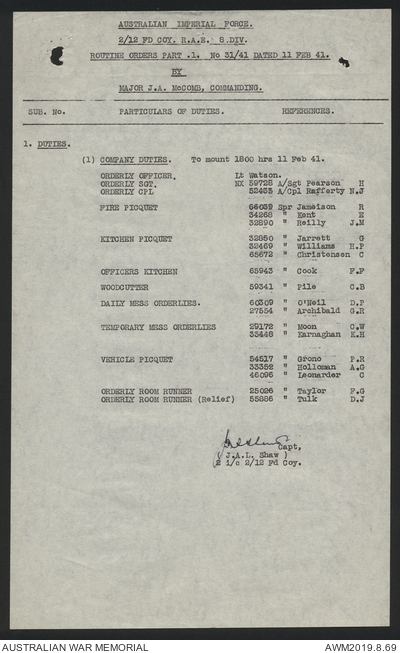 AUSTRALIAN IMPERIAL FORCE.
2/12 FD COY. R.A.E. 8 DIV.
ROUTINE ORDERS PART .1. No 31/41 DATED 11 FEB 41.
BY
MAJOR J.A. McCOMB, COMMANDING.
SUB. No. PARTICULARS OF DUTIES. REFERENCES.
1. DUTIES.
(1) COMPANY DUTIES. To mount 1800 hrs 11 Feb 41.
ORDERLY OFFICER. Lt Watson.
ORDERLY SGT. NX 59728 A/Sgt Pearson H
ORDERLY CPL 52435 A/Cpl Rafferty N.J
FIRE PICQUET 66039 Spr Jameison R
34268 " Kent E
32890 " Reilly J.M
KITCHEN PICQUET 32850 " Jarrett G
32469 " Williams H.P
65672 " Christensen C
OFFICERS KITCHEN 65943 " Cook F.F
WOODCUTTER 59341 " Pile C.B
DAILY MESS ORDERLIES. 60309 " O'Neil D.P
27554 " Archibald G.R
TEMPORARY MESS ORDERLIES 29172 " Moon C.W
33448 " Karnaghan K.H
VEHICLE PICQUET 54517 " Grono P.R
33352 " Holloman A.G
46096 " Leonarder C
ORDERLY ROOM RUNNER 25026 " Taylor F.G
ORDERLY ROOM RUNNER (Relief) 55886 " Tulk D.J
Capt,
( J.A.L. Shaw )
2 i/c 2/12 Fd Coy.
AUSTRALIAN WAR MEMORIAL AWM2019.8.69